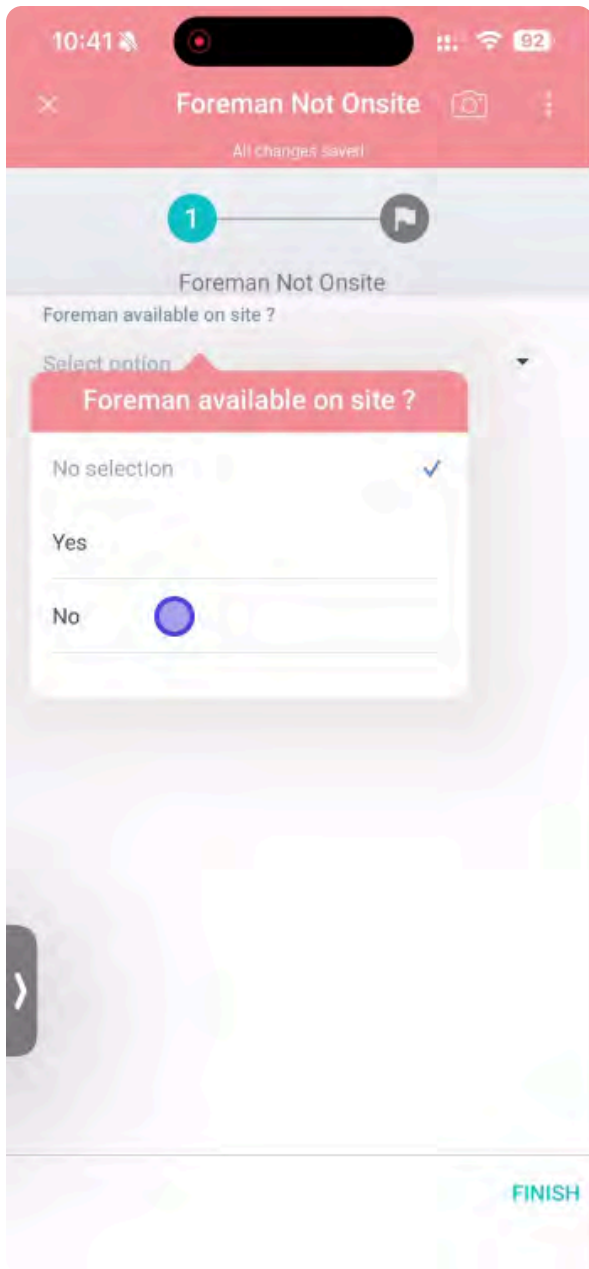 10:41
92
Foreman Not Onsite
All changes saved
1
Foreman Not Onsite
Foreman available on site ?
Select option
Foreman available on site ?
No selection
Yes
No
FINISH